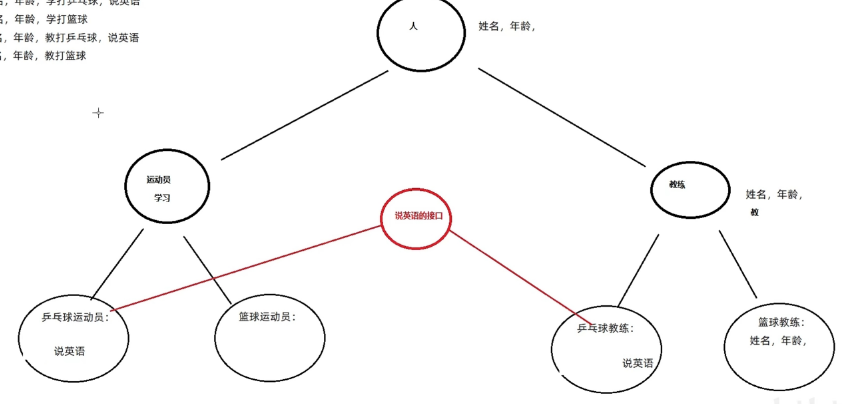 年龄，学打乒乓球，说英语
，年龄，学打篮球
，年龄，教打乒乓球，说英语
，年龄，教打篮球
人
姓名，年龄，
运动员
学习
教练
姓名，年龄，
教
说英语的接口
乒乓球运动员：
说英语
篮球运动员：
乒乓球教练：
说英语
篮球教练：
姓名，年龄，